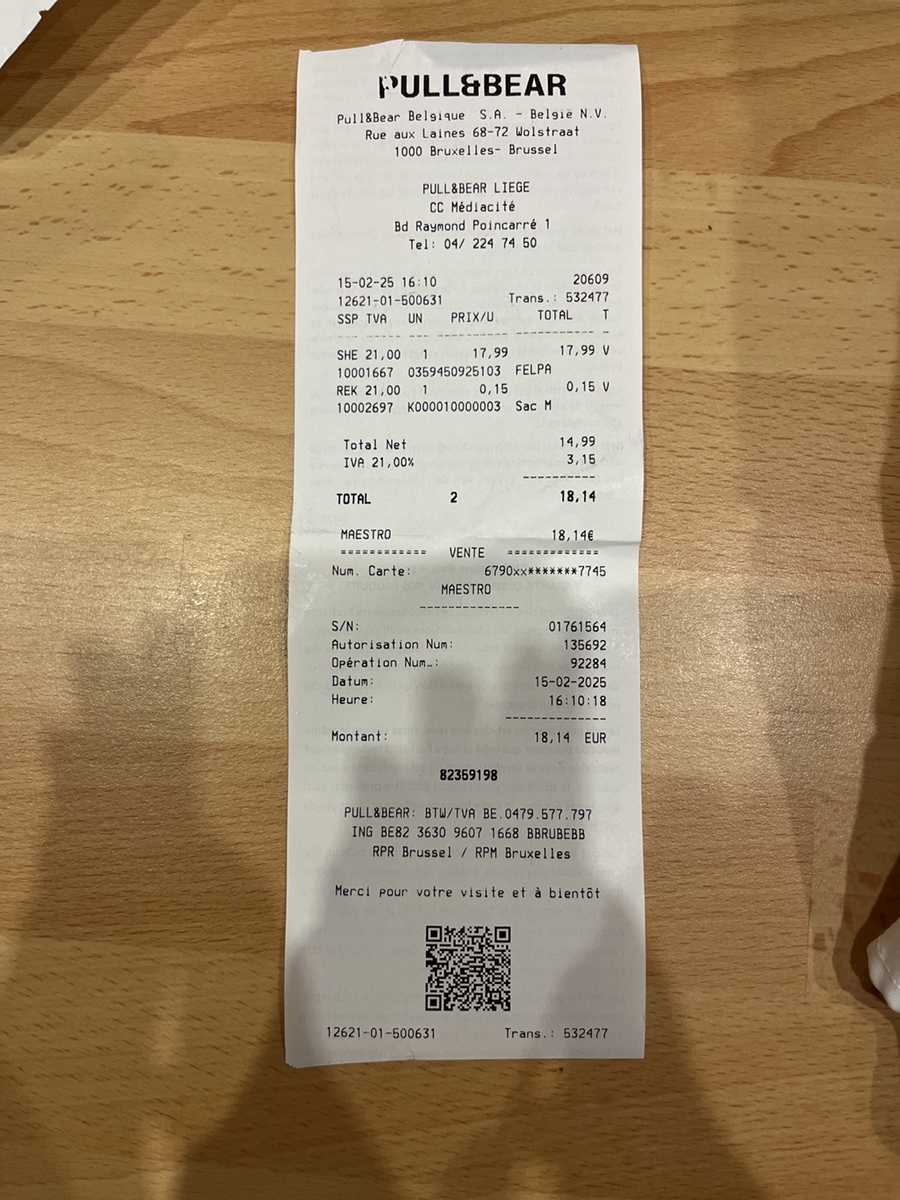 PULL&BEAR
Pull&Bear Belgique S.A. - België N.V.
Rue aux Laines 68-72 Wolstraat
1000 Bruxelles- Brussel
PULL&BEAR LIEGE
CC Médiacité
Bd Raymond Poincarré 1
Tel: 04/ 224 74 50
15-02-25 16:10 20609
12621-01-500631 Trans.: 532477
SSP TVA UN PRIX/U TOTAL T
SHE 21,00 1 17,99 17,99 V
10001667 0359450925103 FELPA
REK 21,00 1 0,15 0,15 V
10002697 K000010000003 Sac M
Total Net 14,99
IVA 21,00% 3,15
TOTAL 2 18,14
MAESTRO 18,14€
============ VENTE =============
Num. Carte: 6790xx*******7745
MAESTRO
S/N: 01761564
Autorisation Num: 135692
Opération Num.: 92284
Datum: 15-02-2025
Heure: 16:10:18
Montant: 18,14 EUR
82359198
PULL&BEAR: BTW/TVA BE.0479.577.797
ING BE82 3630 9607 1668 BBRUBEBB
RPR Brussel / RPM Bruxelles
Merci pour votre visite et à bientôt
12621-01-500631 Trans.: 532477